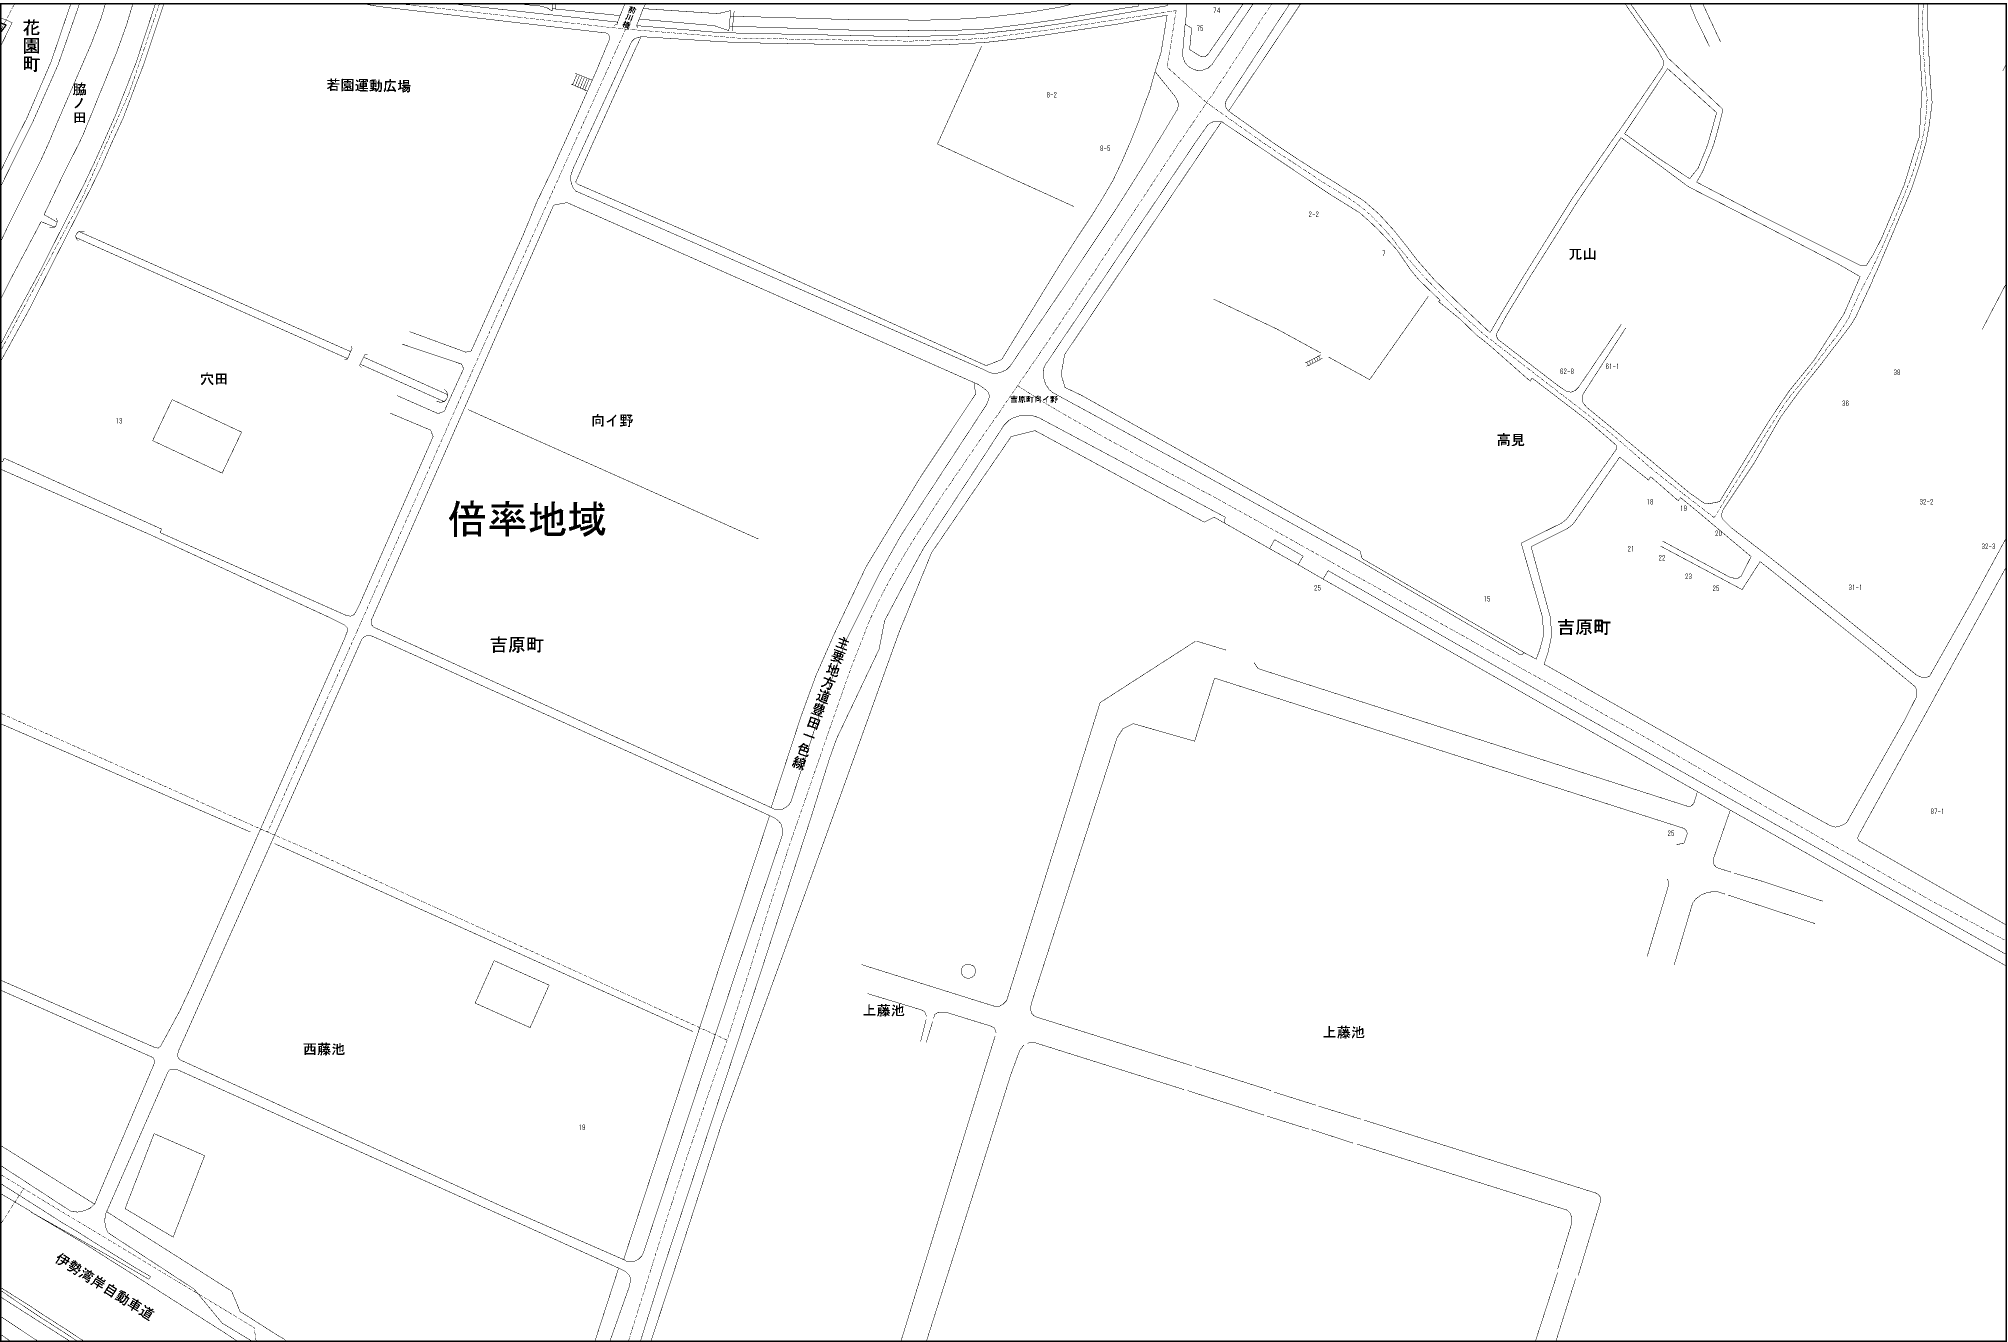 花園町
脇ノ田
若園運動広場
74
75
8-2
9-5
2-2
7
兀山
穴田
13
向イ野
吉原町向イ野
62-8
61-1
38
36
高見
倍率地域
18
19
20
32-2
32-3
21
22
23
25
31-1
25
15
吉原町
吉原町
主要地方道豊田一色線
25
87-1
上藤池
上藤池
西藤池
19
伊勢湾岸自動車道